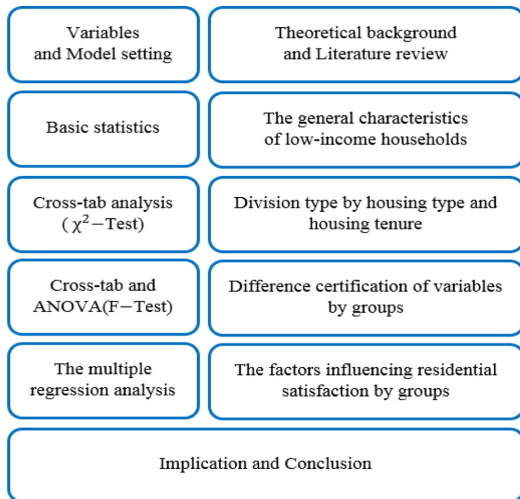 Variables
and Model setting
Theoretical background
and Literature review
Basic statistics
The general characteristics
of low-income households
Cross-tab analysis
(χ²−Test)
Division type by housing type and
housing tenure
Cross-tab and
ANOVA(F−Test)
Difference certification of variables
by groups
The multiple
regression analysis
The factors influencing residential
satisfaction by groups
Implication and Conclusion